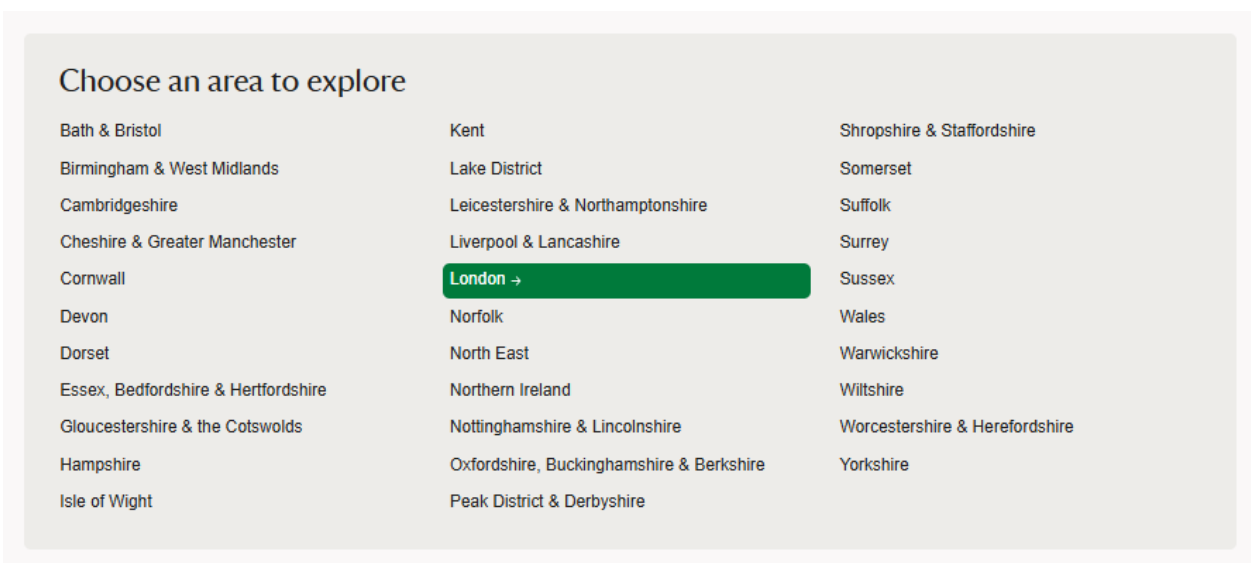 Choose an area to explore
Bath & Bristol
Birmingham & West Midlands
Cambridgeshire
Cheshire & Greater Manchester
Cornwall
Devon
Dorset
Essex, Bedfordshire & Hertfordshire
Gloucestershire & the Cotswolds
Hampshire
Isle of Wight
Kent
Lake District
Leicestershire & Northamptonshire
Liverpool & Lancashire
London →
Norfolk
North East
Northern Ireland
Nottinghamshire & Lincolnshire
Oxfordshire, Buckinghamshire & Berkshire
Peak District & Derbyshire
Shropshire & Staffordshire
Somerset
Suffolk
Surrey
Sussex
Wales
Warwickshire
Wiltshire
Worcestershire & Herefordshire
Yorkshire